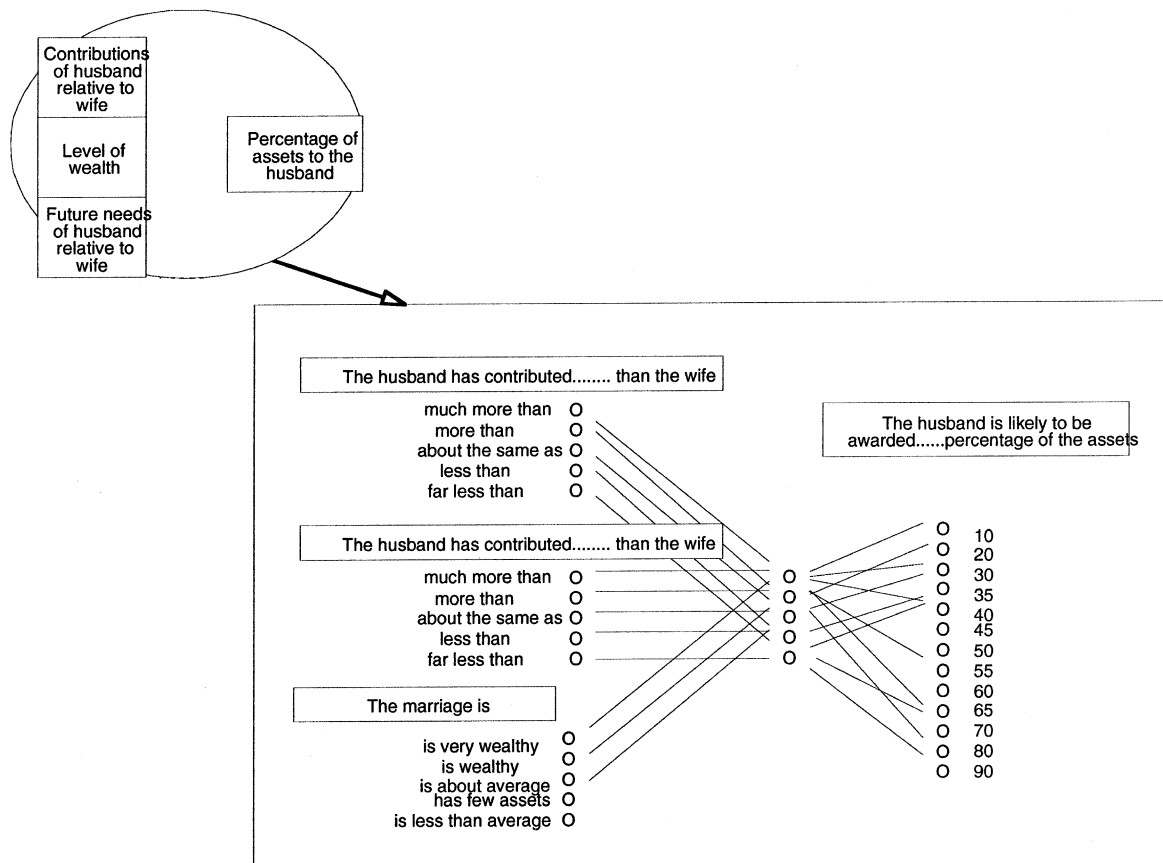 Contributions
of husband
relative to
wife
Level of
wealth
Future needs
of husband
relative to
wife
Percentage of
assets to the
husband
The husband has contributed........ than the wife
much more than O
more than O
about the same as O
less than O
far less than O
The husband has contributed........ than the wife
much more than O
more than O
about the same as O
less than O
far less than O
The marriage is
is very wealthy O
is wealthy O
is about average O
has few assets O
is less than average O
O
O
O
O
The husband is likely to be
awarded......percentage of the assets
O 10
O 20
O 30
O 35
O 40
O 45
O 50
O 55
O 60
O 65
O 70
O 80
O 90